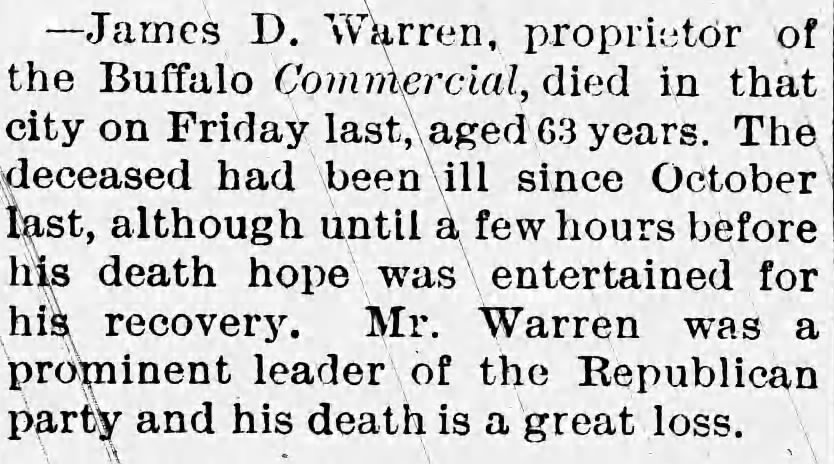 —James D. Warren, proprietor of
the Buffalo Commercial, died in that
city on Friday last, aged 63 years. The
deceased had been ill since October
last, although until a few hours before
his death hope was entertained for
his recovery. Mr. Warren was a
prominent leader of the Republican
party and his death is a great loss.